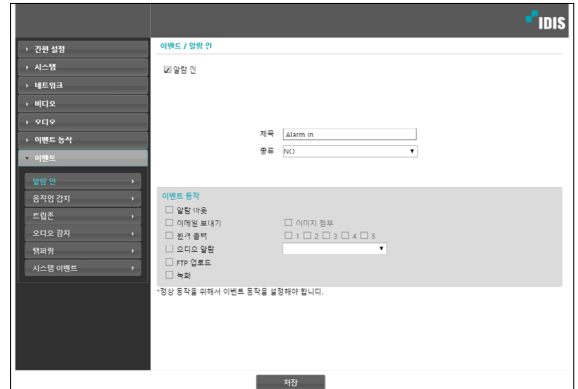 IDIS
간편 설정
시스템
네트워크
비디오
오디오
이벤트 동작
이벤트
알람 인
움직임 감지
트립존
오디오 감지
탬퍼링
시스템 이벤트
이벤트 / 알람 인
알람 인
제목 Alarm In
종류 NO
이벤트 동작
알람 아웃
이메일 보내기 이미지 첨부
원격 콜백 1 2 3 4 5
오디오 알람
FTP 업로드
녹화
*정상 동작을 위해서 이벤트 동작을 설정해야 합니다.
저장